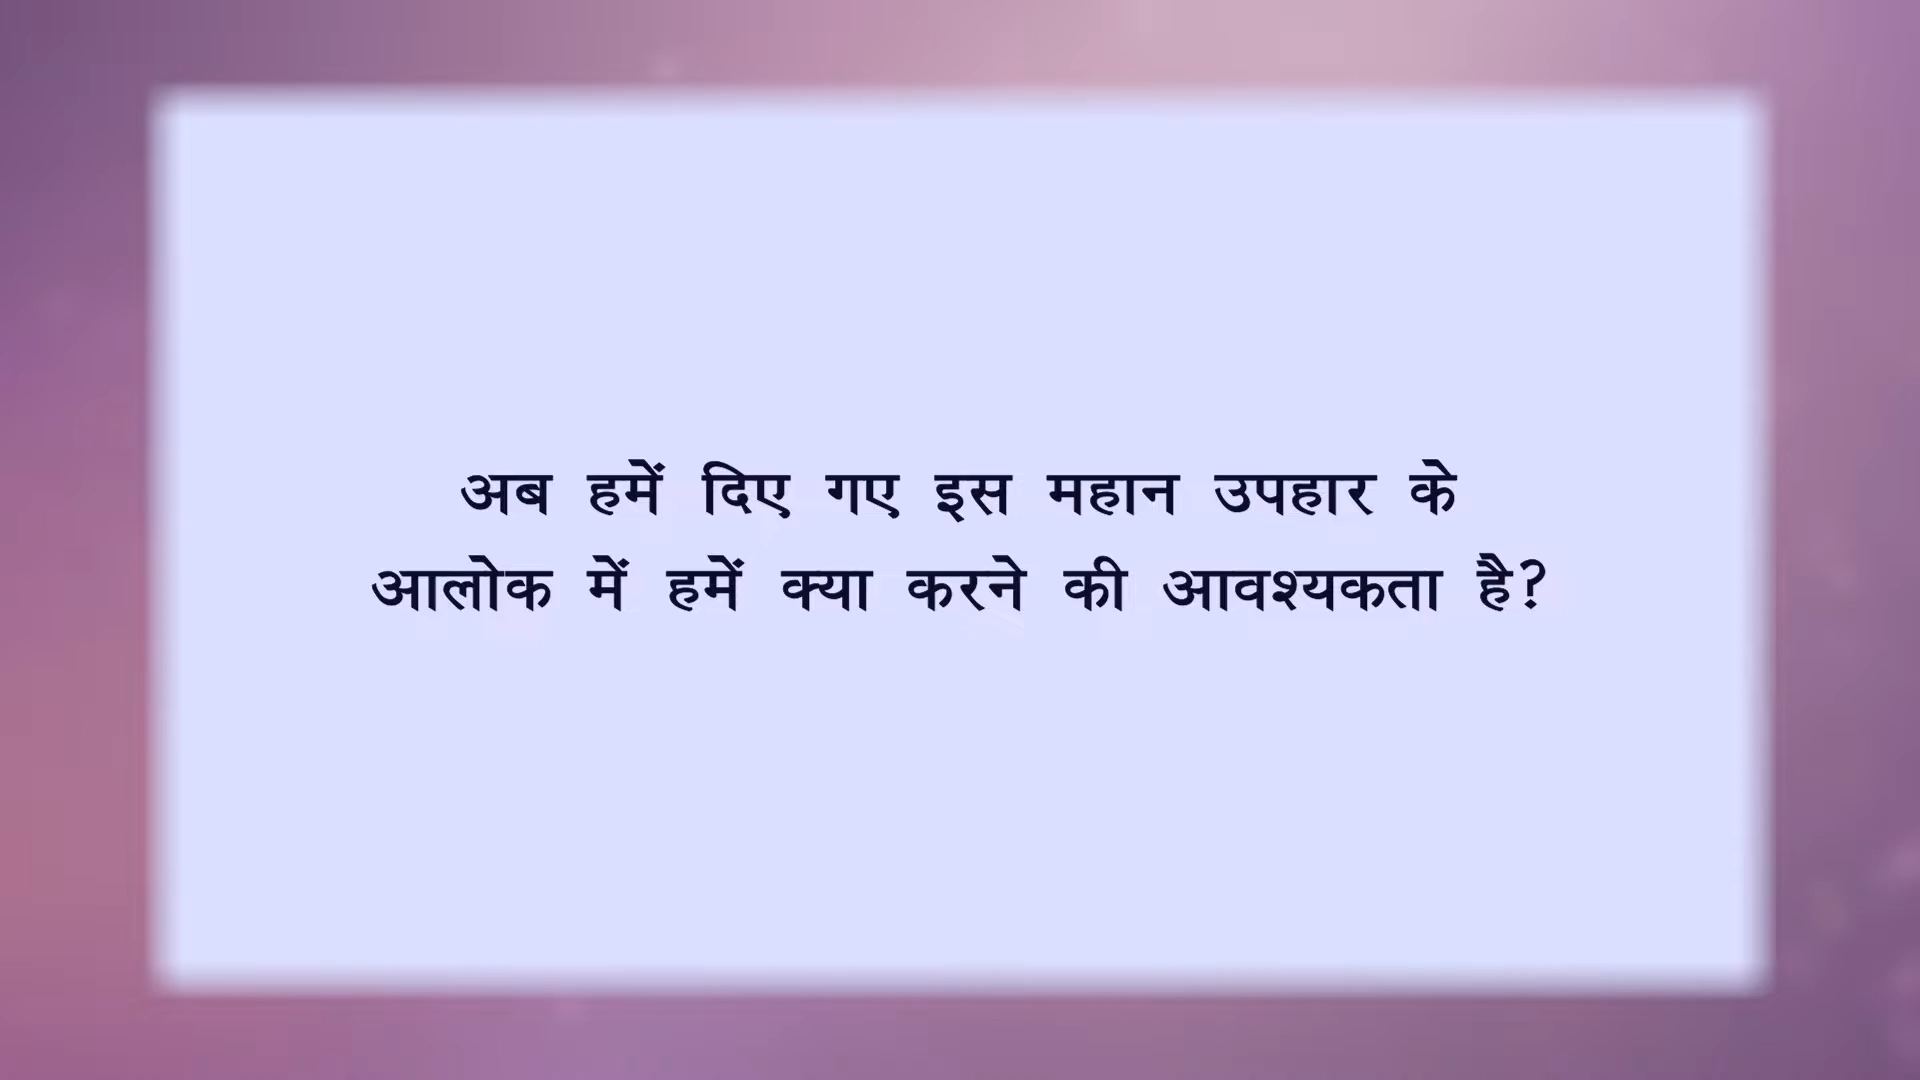 अब हमें दिए गए इस महान उपहार के
आलोक में हमें क्या करने की आवश्यकता है?